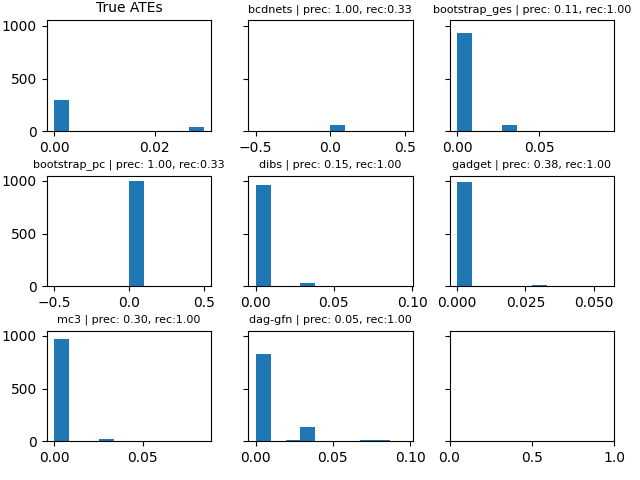 True ATEs
bcdnets | prec: 1.00, rec:0.33
bootstrap_ges | prec: 0.11, rec:1.00
1000
500
0
0.00 0.02
−0.5 0.0 0.5
0.00 0.05
bootstrap_pc | prec: 1.00, rec:0.33
dibs | prec: 0.15, rec:1.00
gadget | prec: 0.38, rec:1.00
1000
500
0
−0.5 0.0 0.5
0.00 0.05 0.10
0.000 0.025 0.050
mc3 | prec: 0.30, rec:1.00
dag-gfn | prec: 0.05, rec:1.00
1000
500
0
0.00 0.05
0.00 0.05 0.10
0.0 0.5 1.0